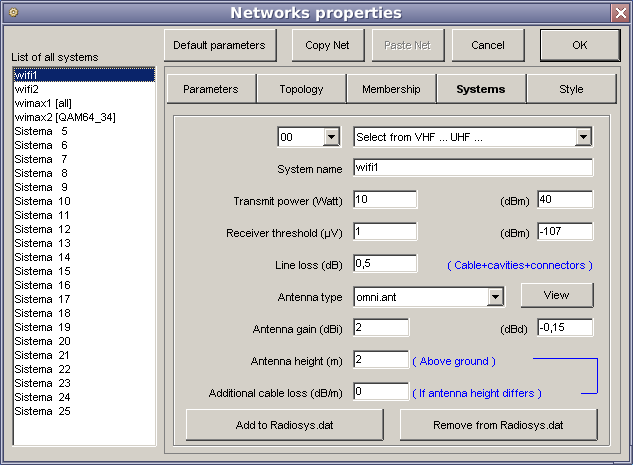 Networks properties
Default parameters
Copy Net
Paste Net
Cancel
OK
List of all systems
wifi1
wifi2
wimax1 [all]
wimax2 [QAM64_34]
Sistema 5
Sistema 6
Sistema 7
Sistema 8
Sistema 9
Sistema 10
Sistema 11
Sistema 12
Sistema 13
Sistema 14
Sistema 15
Sistema 16
Sistema 17
Sistema 18
Sistema 19
Sistema 20
Sistema 21
Sistema 22
Sistema 23
Sistema 24
Sistema 25
Parameters
Topology
Membership
Systems
Style
00
Select from VHF ... UHF ...
System name
wifi1
Transmit power (Watt)
10
(dBm)
40
Receiver threshold (µV)
1
(dBm)
-107
Line loss (dB)
0,5
( Cable+cavities+connectors )
Antenna type
omni.ant
View
Antenna gain (dBi)
2
(dBd)
-0,15
Antenna height (m)
2
( Above ground )
Additional cable loss (dB/m)
0
( If antenna height differs )
Add to Radiosys.dat
Remove from Radiosys.dat